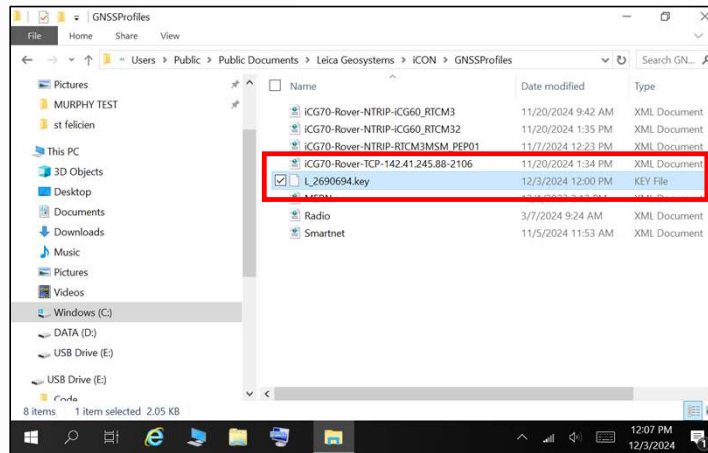 GNSSProfiles
File Home Share View
« Users > Public > Public Documents > Leica Geosystems > iCON > GNSSProfiles Search GN...
Pictures
MURPHY TEST
st felicien
This PC
3D Objects
Desktop
Documents
Downloads
Music
Pictures
Videos
Windows (C:)
DATA (D:)
USB Drive (E:)
USB Drive (E:)
Code
Name Date modified Type
iCG70-Rover-NTRIP-iCG60_RTCM3 11/20/2024 9:42 AM XML Document
iCG70-Rover-NTRIP-iCG60_RTCM32 11/20/2024 1:35 PM XML Document
iCG70-Rover-NTRIP-RTCM3MSM_PEP01 11/7/2024 12:23 PM XML Document
iCG70-Rover-TCP-142.41.245.88-2106 11/20/2024 1:34 PM XML Document
L_2690694.key 12/3/2024 12:00 PM KEY File
XML Document
Radio 3/7/2024 9:24 AM XML Document
Smartnet 11/5/2024 11:53 AM XML Document
8 items 1 item selected 2.05 KB
12:07 PM
12/3/2024
1